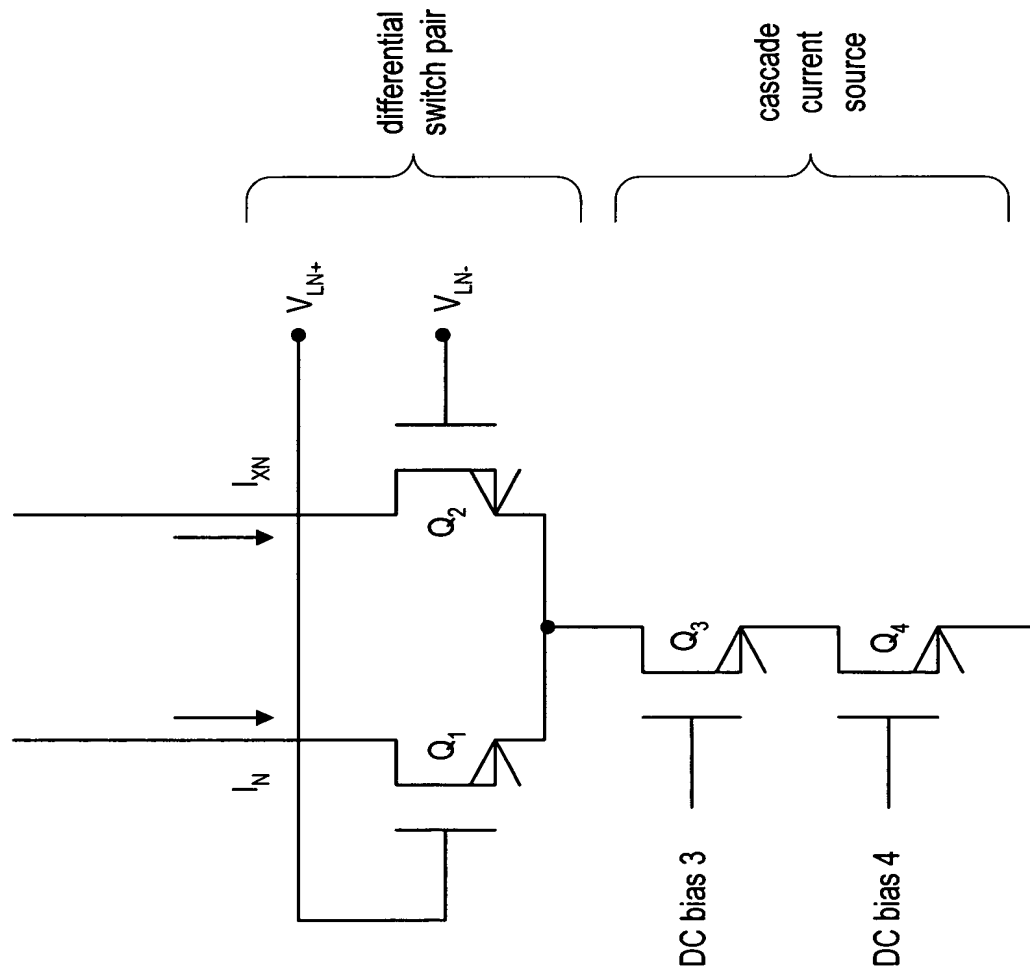 I_N
I_XN
V_LN+
Q_1
Q_2
V_LN-
differential
switch pair
Q_3
DC bias 3
Q_4
DC bias 4
cascade
current
source